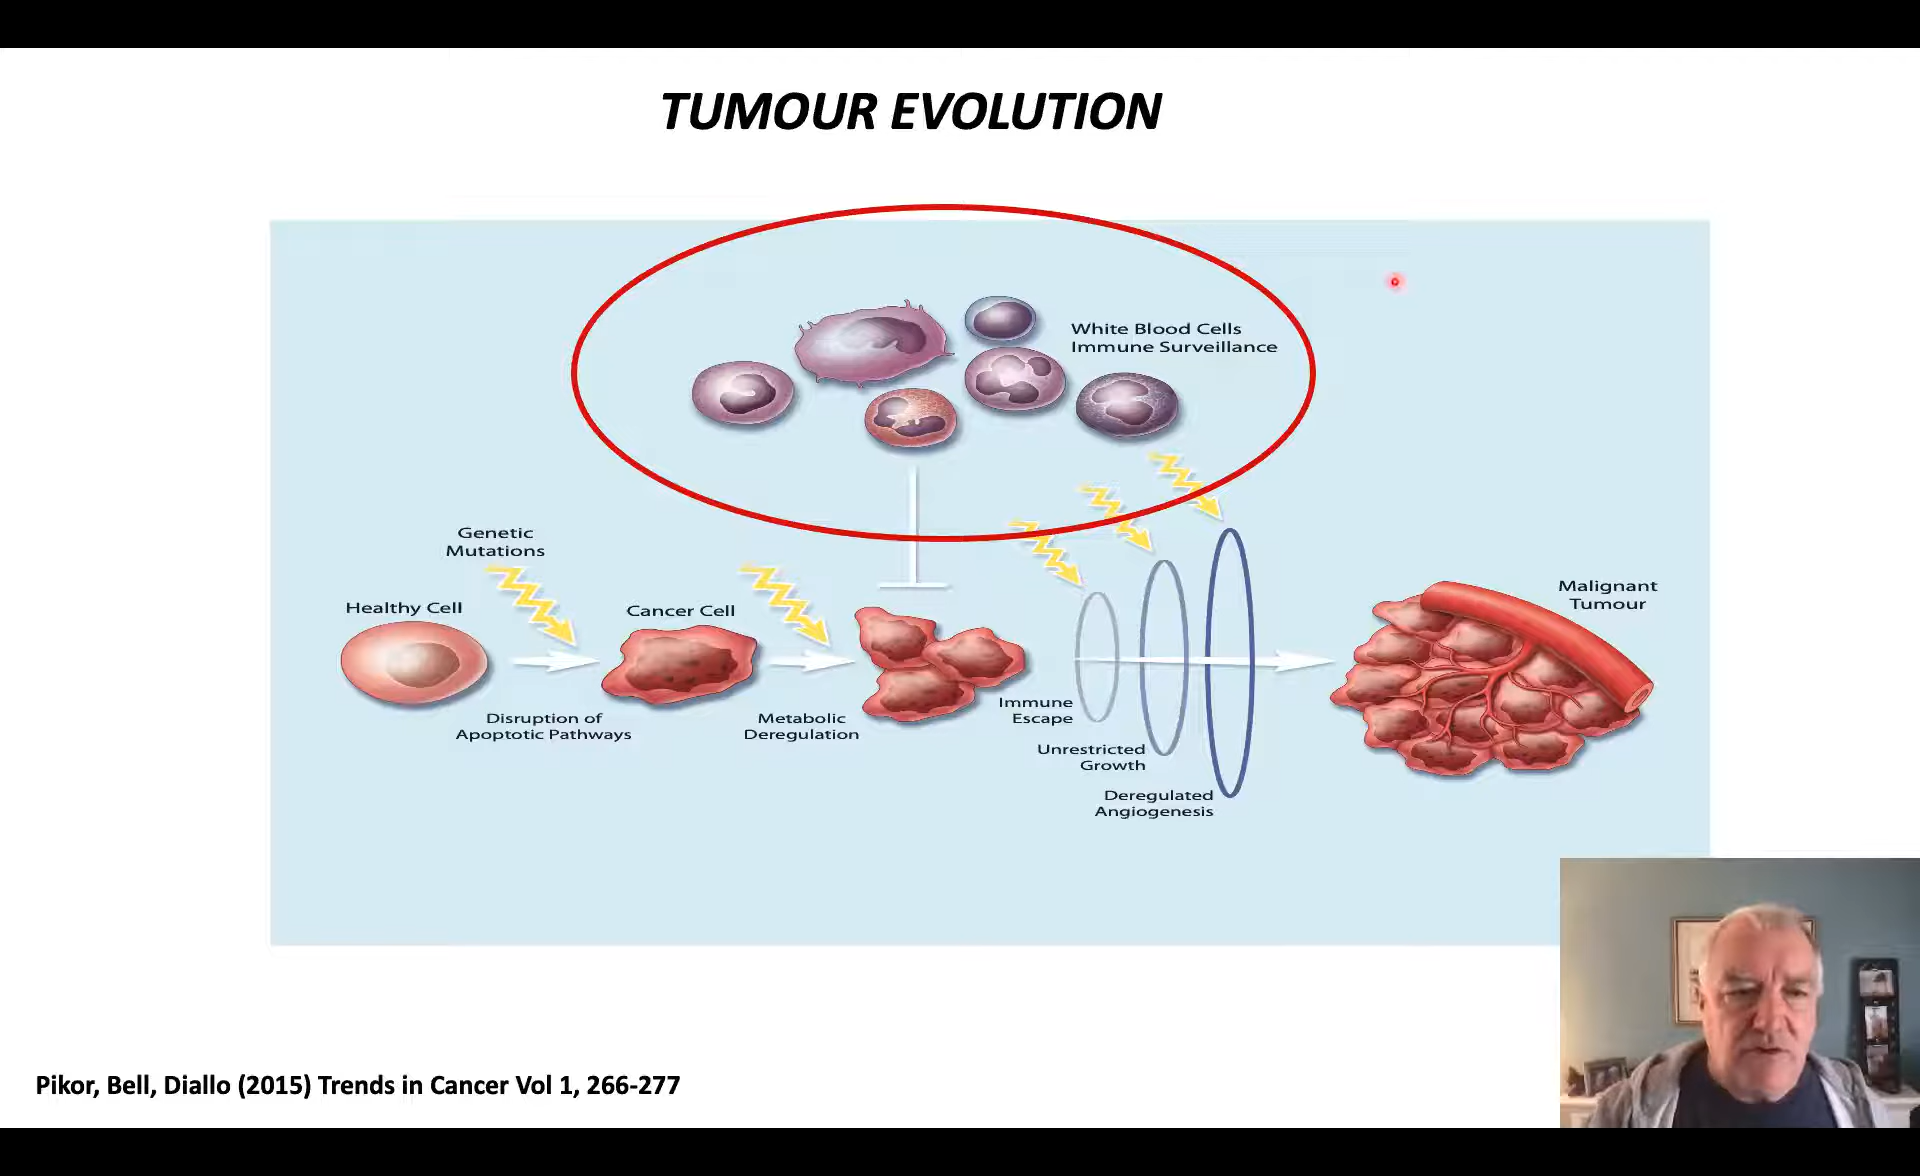 TUMOUR EVOLUTION
White Blood Cells
Immune Surveillance
Genetic
Mutations
Healthy Cell
Cancer Cell
Malignant
Tumour
Disruption of
Apoptotic Pathways
Metabolic
Deregulation
Immune
Escape
Unrestricted
Growth
Deregulated
Angiogenesis
Pikor, Bell, Diallo (2015) Trends in Cancer Vol 1, 266-277